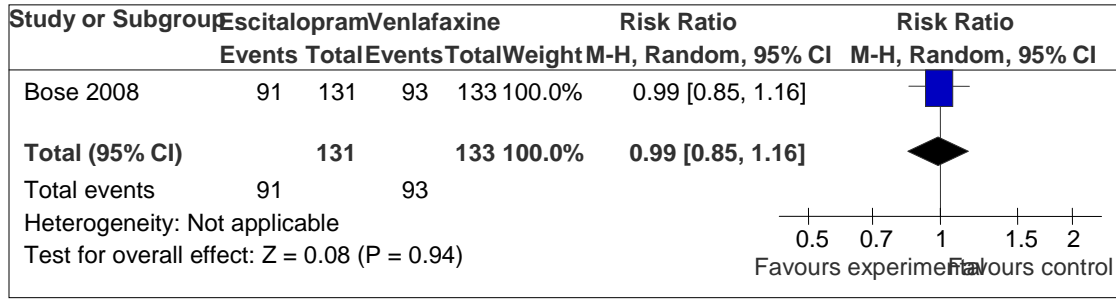 Study or Subgroup Escitalopram Venlafaxine Risk Ratio Risk Ratio
Events Total Events Total Weight M-H, Random, 95% CI M-H, Random, 95% CI
Bose 2008 91 131 93 133 100.0% 0.99 [0.85, 1.16]
Total (95% CI) 131 133 100.0% 0.99 [0.85, 1.16]
Total events 91 93
Heterogeneity: Not applicable
Test for overall effect: Z = 0.08 (P = 0.94)
0.5 0.7 1 1.5 2
Favours experimental Favours control